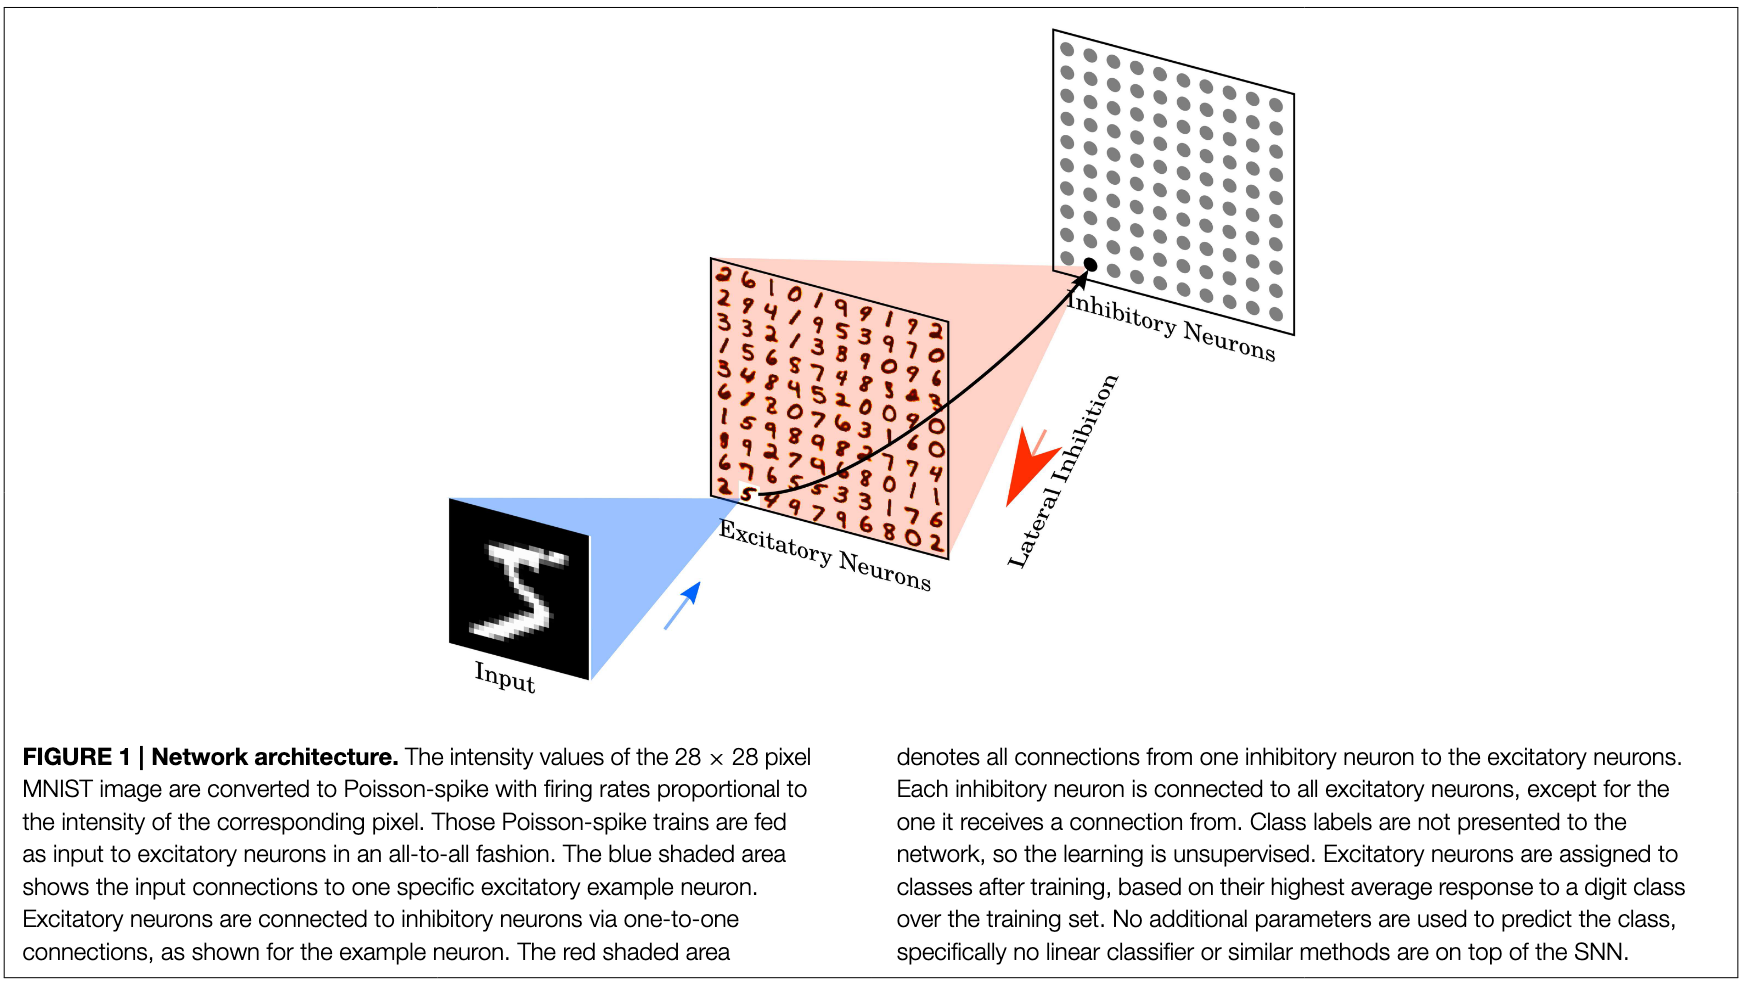 Inhibitory Neurons
Lateral Inhibition
Excitatory Neurons
Input
FIGURE 1 | Network architecture. The intensity values of the 28 × 28 pixel
MNIST image are converted to Poisson-spike with firing rates proportional to
the intensity of the corresponding pixel. Those Poisson-spike trains are fed
as input to excitatory neurons in an all-to-all fashion. The blue shaded area
shows the input connections to one specific excitatory example neuron.
Excitatory neurons are connected to inhibitory neurons via one-to-one
connections, as shown for the example neuron. The red shaded area
denotes all connections from one inhibitory neuron to the excitatory neurons.
Each inhibitory neuron is connected to all excitatory neurons, except for the
one it receives a connection from. Class labels are not presented to the
network, so the learning is unsupervised. Excitatory neurons are assigned to
classes after training, based on their highest average response to a digit class
over the training set. No additional parameters are used to predict the class,
specifically no linear classifier or similar methods are on top of the SNN.